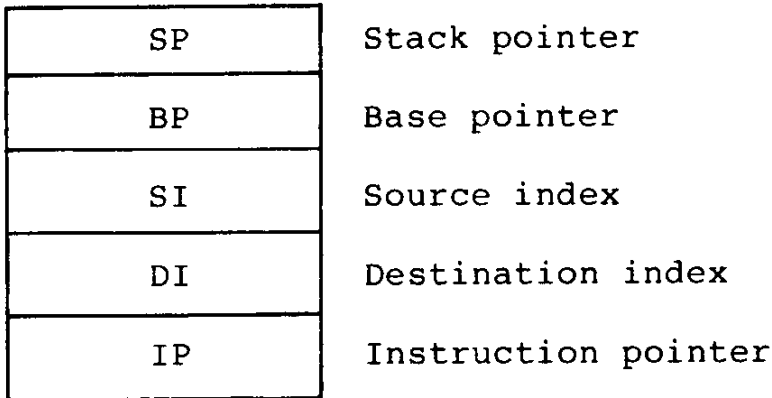 SP Stack pointer
BP Base pointer
SI Source index
DI Destination index
IP Instruction pointer